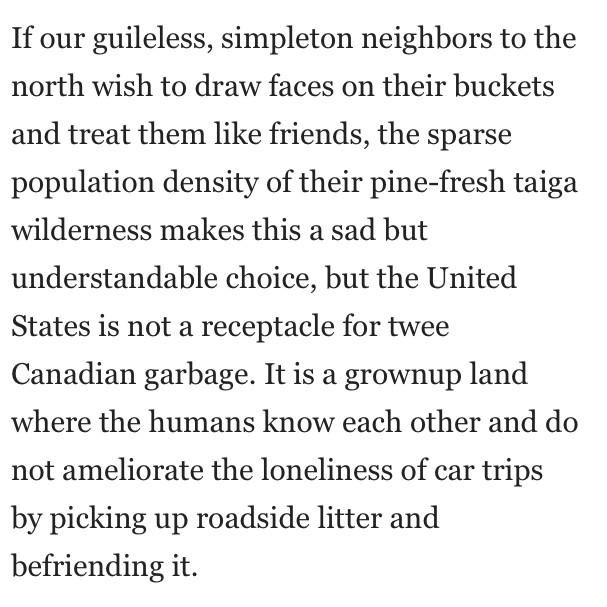 If our guileless, simpleton neighbors to the
north wish to draw faces on their buckets
and treat them like friends, the sparse
population density of their pine-fresh taiga
wilderness makes this a sad but
understandable choice, but the United
States is not a receptacle for twee
Canadian garbage. It is a grownup land
where the humans know each other and do
not ameliorate the loneliness of car trips
by picking up roadside litter and
befriending it.